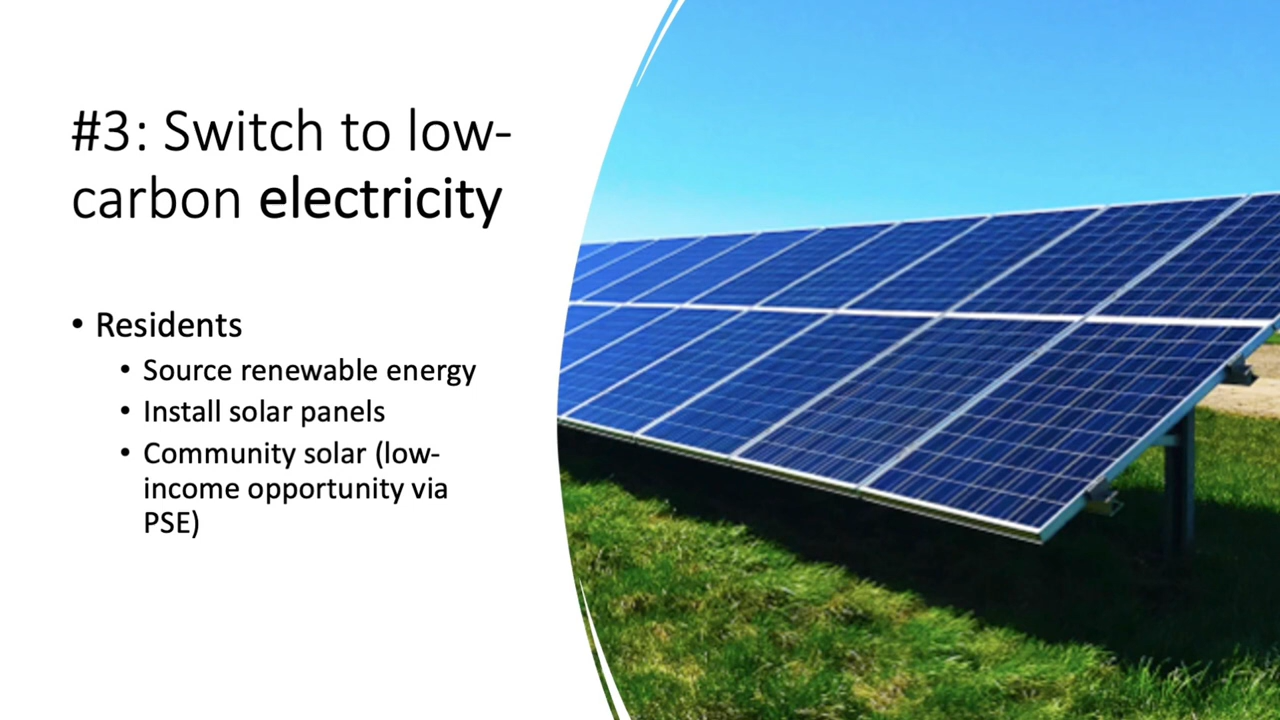 #3: Switch to low-
carbon electricity
• Residents
• Source renewable energy
• Install solar panels
• Community solar (low-
income opportunity via
PSE)